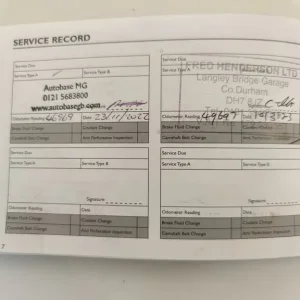 SERVICE RECORD
Service Due
Service Type A
Service Type B
Autobase MG
0121 5683800
www.autobasegb.com
Odometer Reading 46969 Date 23/11/2022
Brake Fluid Change
Coolant Change
Camshaft Belt Change
Anti Perforation Inspection
Service Due
FRED HENDERSON LTD
Langley Bridge Garage
Co.Durham
Odometer Reading 49697
Brake Fluid Change
Coolant Change
Camshaft Belt Change
Anti Perforation Inspection
Service Due
Service Type A
Service Type B
Signature
Odometer Reading
Date
Brake Fluid Change
Coolant Change
Camshaft Belt Change
Anti Perforation Inspection
Service Due
Service Type A
Service Type B
Signature
Odometer Reading
Date
Brake Fluid Change
Coolant Change
Camshaft Belt Change
Anti Perforation Inspection
7